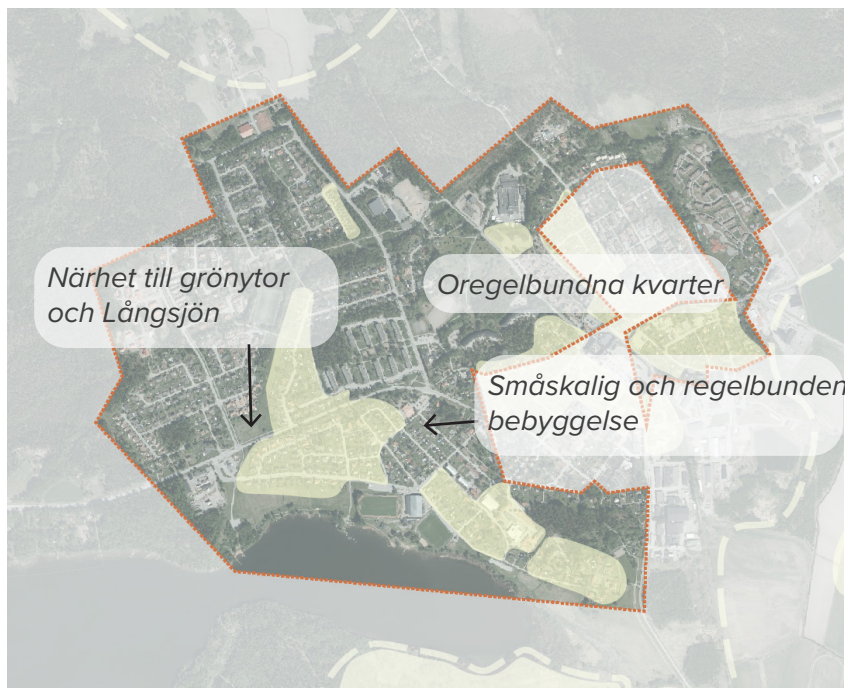 Närhet till grönytor
och Långsjön
Oregelbundna kvarter
Småskalig och regelbunden
bebyggelse